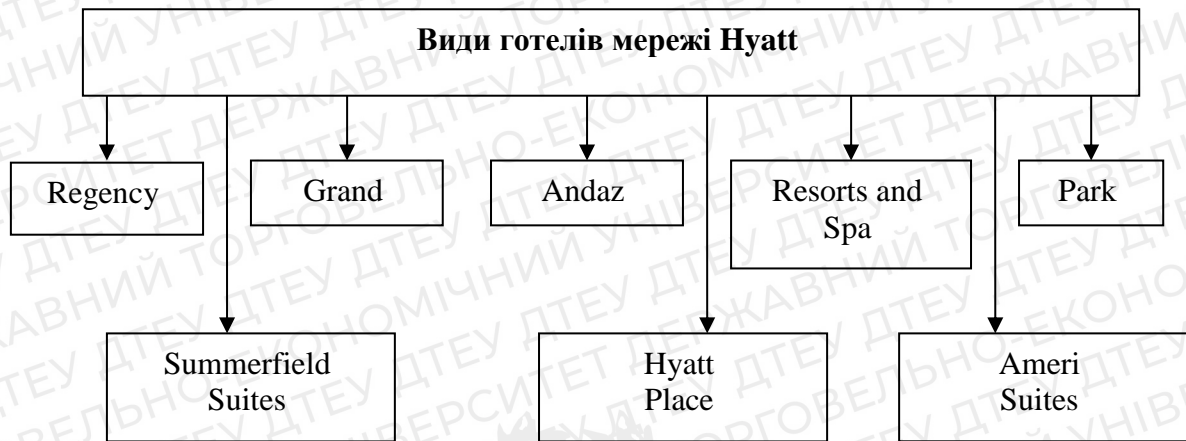 Види готелів мережі Hyatt
Regency
Grand
Andaz
Resorts and
Spa
Park
Summerfield
Suites
Hyatt
Place
Ameri
Suites